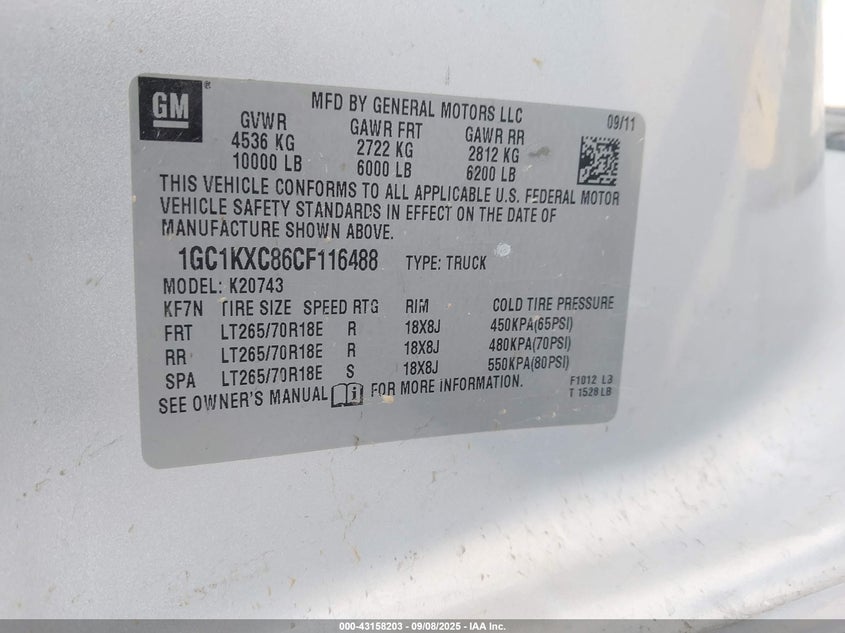 GM
®
MFD BY GENERAL MOTORS LLC
09/11
GVWR GAWR FRT GAWR RR
4536 KG 2722 KG 2812 KG
10000 LB 6000 LB 6200 LB
THIS VEHICLE CONFORMS TO ALL APPLICABLE U.S. FEDERAL MOTOR
VEHICLE SAFETY STANDARDS IN EFFECT ON THE DATE OF
MANUFACTURE SHOWN ABOVE.
1GC1KXC86CF116488 TYPE: TRUCK
MODEL: K20743
KF7N TIRE SIZE SPEED RTG RIM COLD TIRE PRESSURE
FRT LT265/70R18E R 18X8J 450KPA(65PSI)
RR LT265/70R18E R 18X8J 480KPA(70PSI)
SPA LT265/70R18E S 18X8J 550KPA(80PSI)
SEE OWNER'S MANUAL FOR MORE INFORMATION.
F1012 LB
T 1528 LB
000-43158203 - 09/08/2025 - IAA Inc.